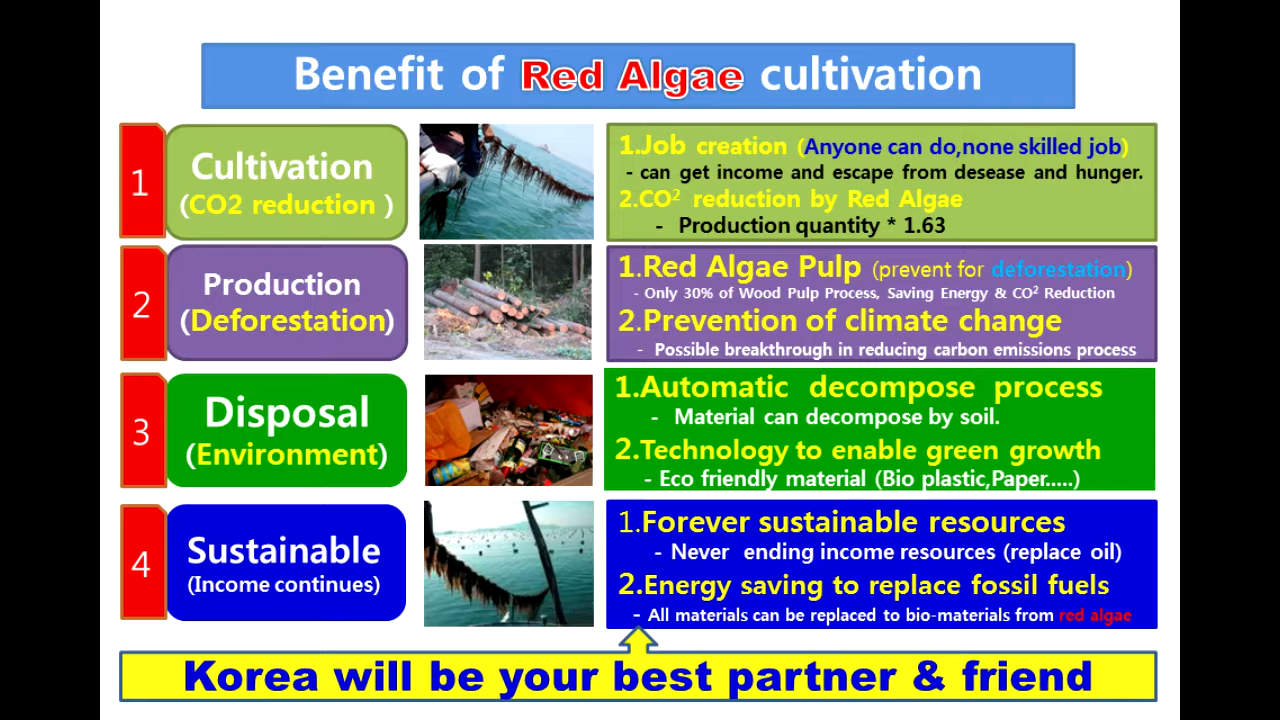 Benefit of Red Algae cultivation
1
Cultivation
(CO2 reduction )
1.Job creation (Anyone can do,none skilled job)
- can get income and escape from desease and hunger.
2.CO² reduction by Red Algae
- Production quantity * 1.63
2
Production
(Deforestation)
1.Red Algae Pulp (prevent for deforestation)
- Only 30% of Wood Pulp Process, Saving Energy & CO² Reduction
2.Prevention of climate change
- Possible breakthrough in reducing carbon emissions process
3
Disposal
(Environment)
1.Automatic decompose process
- Material can decompose by soil.
2.Technology to enable green growth
- Eco friendly material (Bio plastic,Paper.....)
4
Sustainable
(Income continues)
1.Forever sustainable resources
- Never ending income resources (replace oil)
2.Energy saving to replace fossil fuels
- All materials can be replaced to bio-materials from red algae
Korea will be your best partner & friend